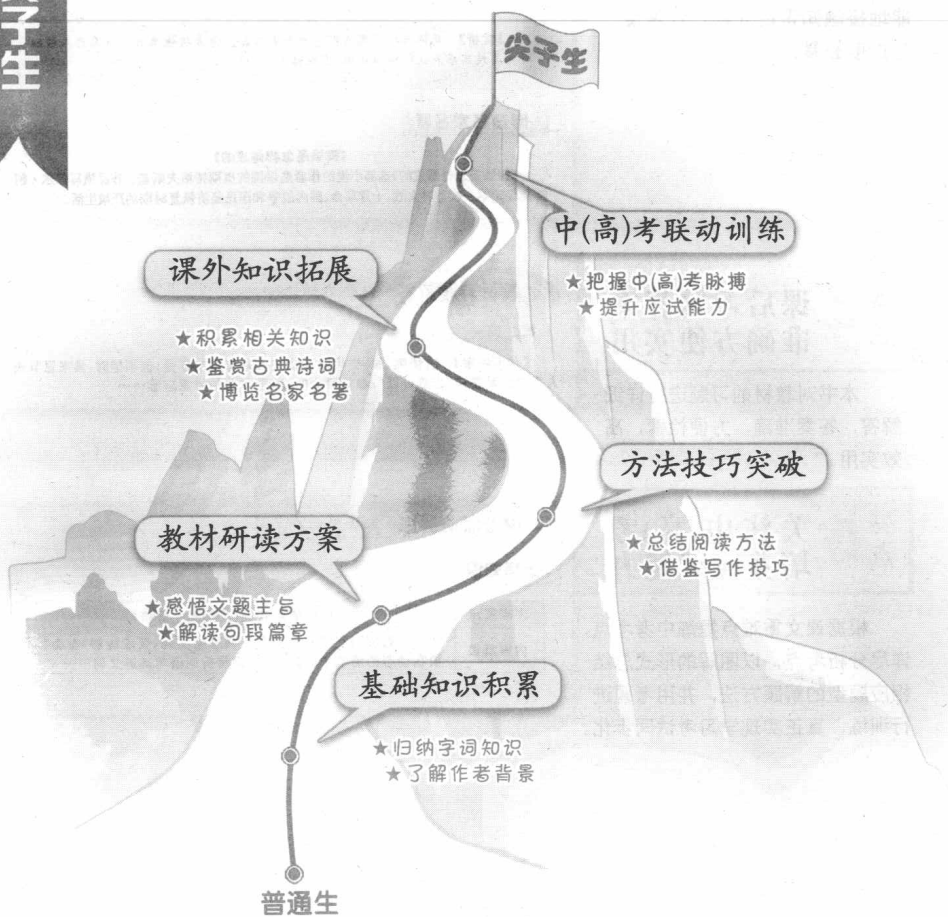 子生
尖子生
中(高)考联动训练
★把握中(高)考脉搏
★提升应试能力
课外知识拓展
★积累相关知识
★鉴赏古典诗词
★博览名家名著
方法技巧突破
★总结阅读方法
★借鉴写作技巧
教材研读方案
★感悟文题主旨
★解读句段篇章
基础知识积累
★归纳字词知识
★了解作者背景
普通生